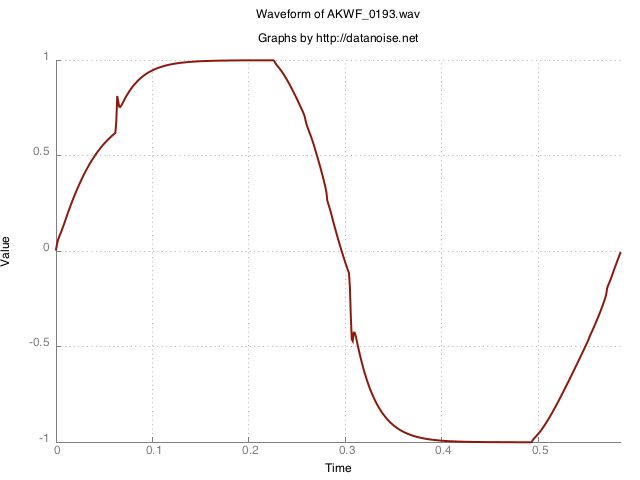 Waveform of AKWF_0193.wav
Graphs by http://datanoise.net
1
0.5
0
-0.5
-1
Value
0 0.1 0.2 0.3 0.4 0.5
Time